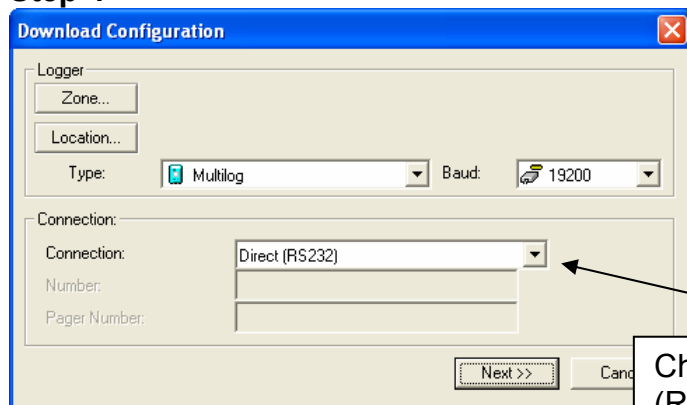 Download Configuration
Logger
Zone...
Location...
Type: Multilog Baud: 19200
Connection:
Connection: Direct (RS232)
Number:
Pager Number:
Next >>